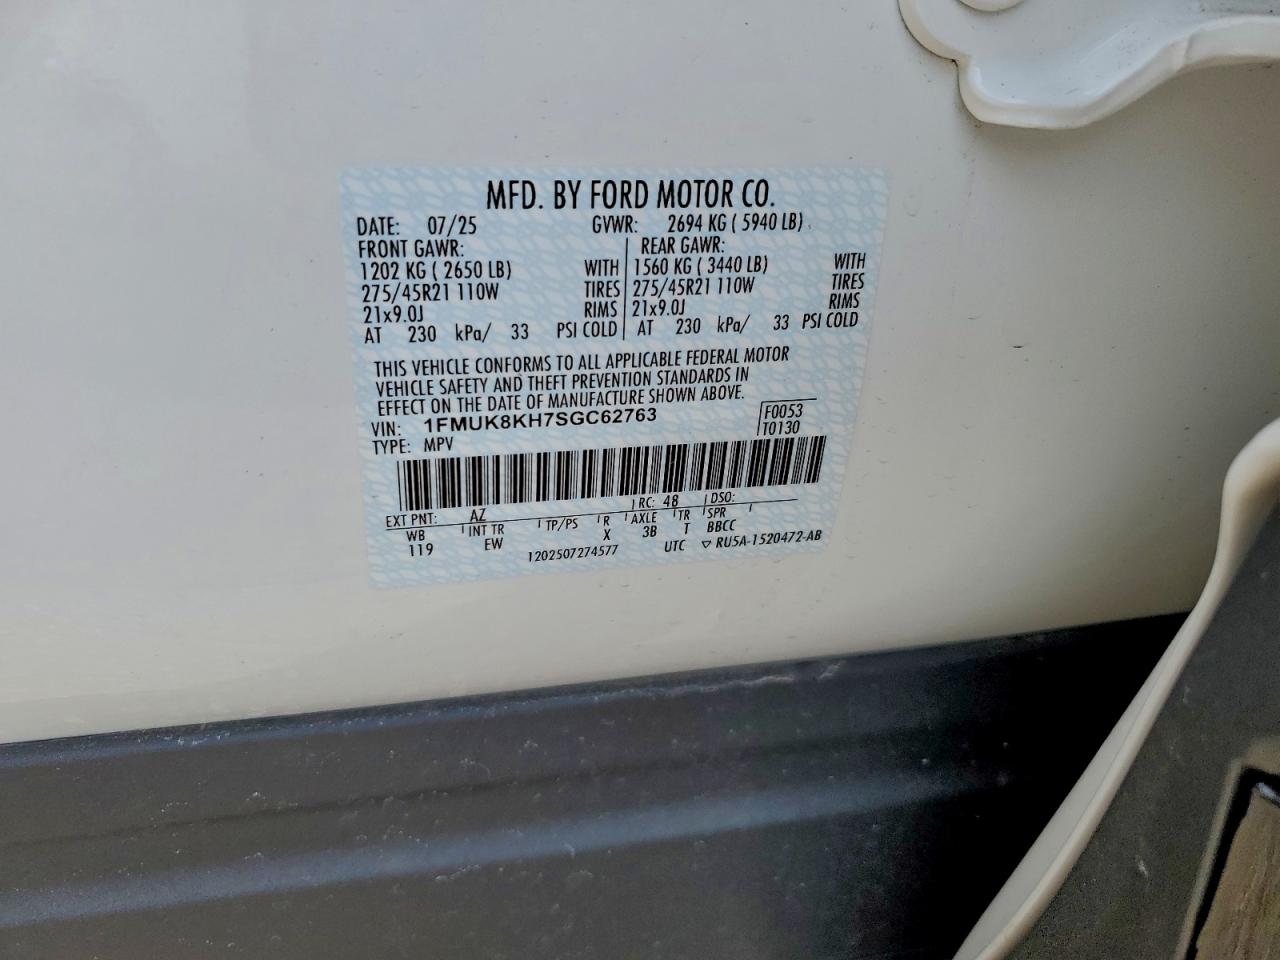 MFD. BY FORD MOTOR CO.
DATE: 07/25 GVWR: 2694 KG ( 5940 LB)
FRONT GAWR: REAR GAWR:
1202 KG ( 2650 LB) WITH 1560 KG ( 3440 LB) WITH
275/45R21 110W TIRES 275/45R21 110W TIRES
21x9.0J RIMS 21x9.0J RIMS
AT 230 kPa/ 33 PSI COLD AT 230 kPa/ 33 PSI COLD
THIS VEHICLE CONFORMS TO ALL APPLICABLE FEDERAL MOTOR
VEHICLE SAFETY AND THEFT PREVENTION STANDARDS IN
EFFECT ON THE DATE OF MANUFACTURE SHOWN ABOVE.
VIN: 1FMUK8KH7SGC62763 F0053
TYPE: MPV T0130
EXT PNT: AZ RC: 48 DSO:
WB INT TR TP/PS R AXLE TR SPR
119 EW X 3B T BBCC
1202507274577 UTC ▽ RU5A-1520472-AB